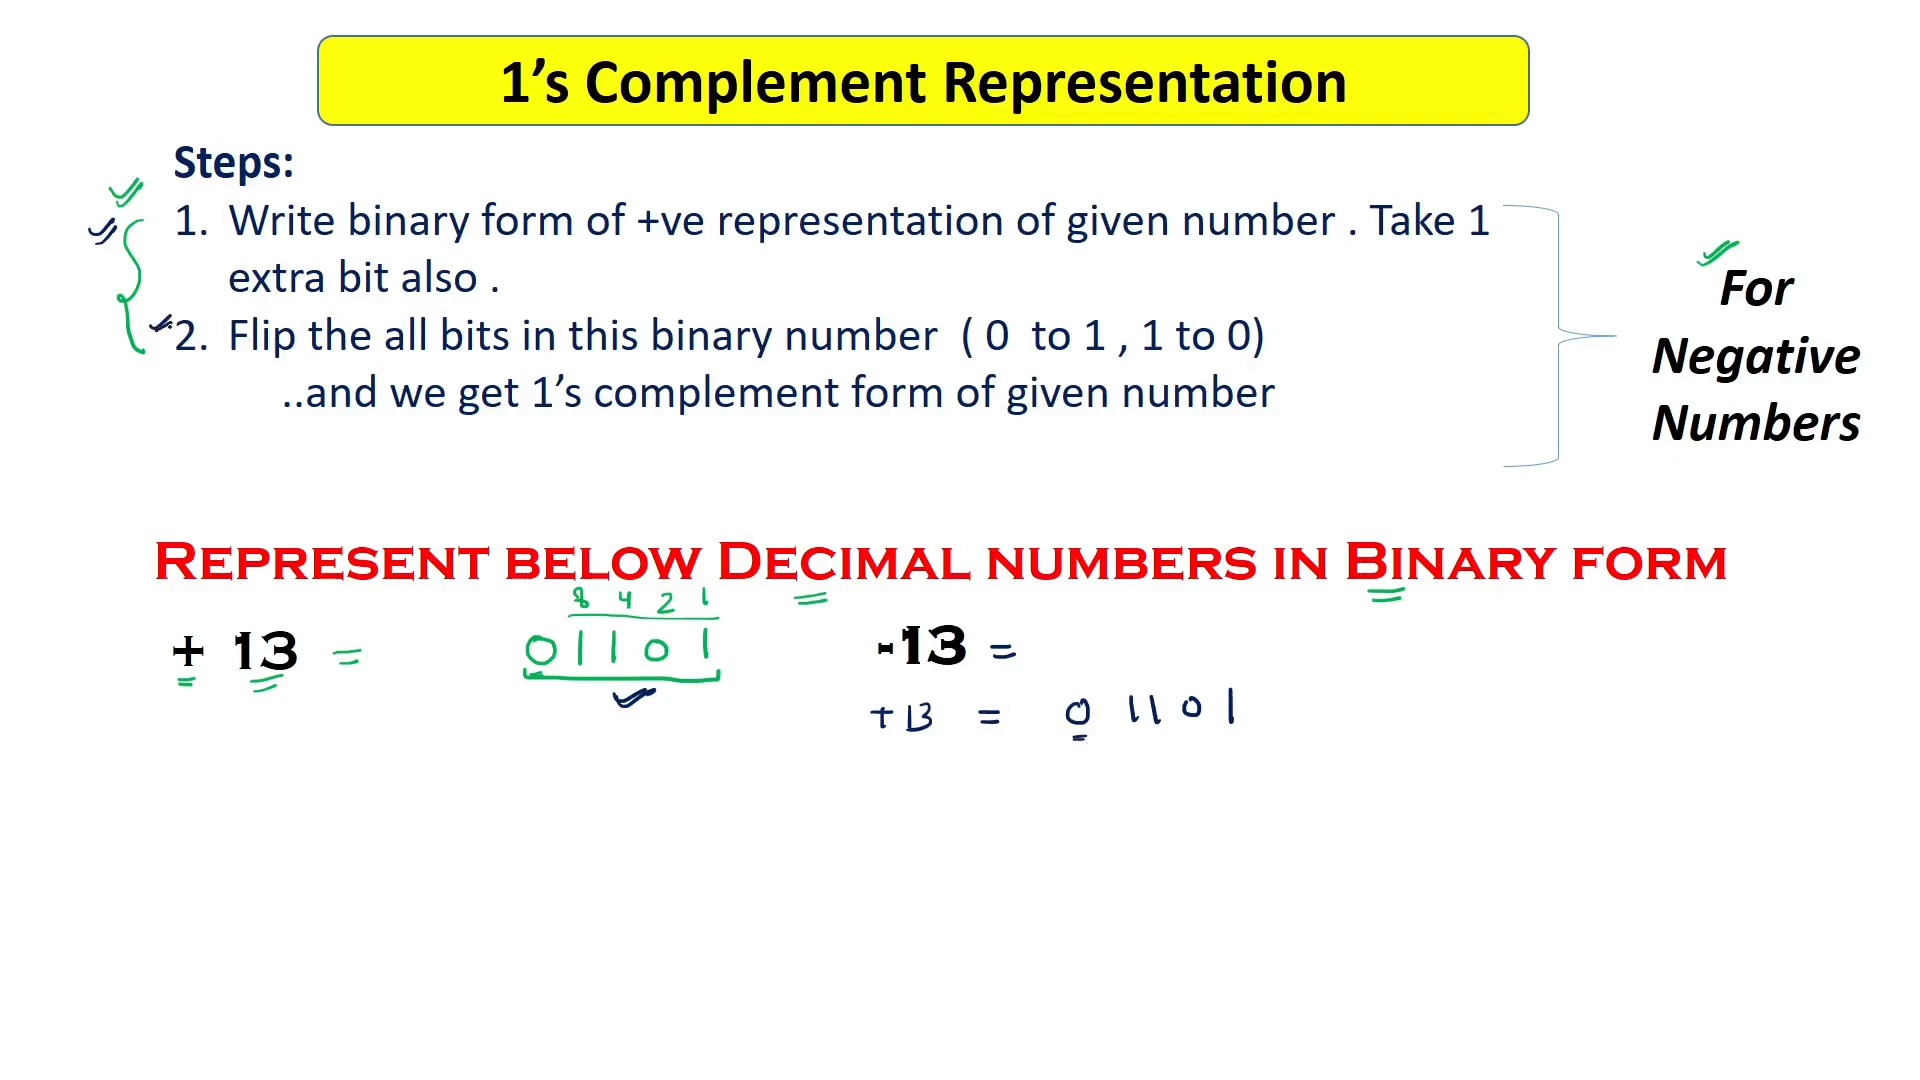 1's Complement Representation
Steps:
1. Write binary form of +ve representation of given number . Take 1
extra bit also .
2. Flip the all bits in this binary number ( 0 to 1 , 1 to 0)
..and we get 1's complement form of given number
For
Negative
Numbers
Represent below Decimal numbers in Binary form
8 4 2 1
+ 13 = 0 1 1 0 1
-13 =
+13 = 0 1 1 0 1